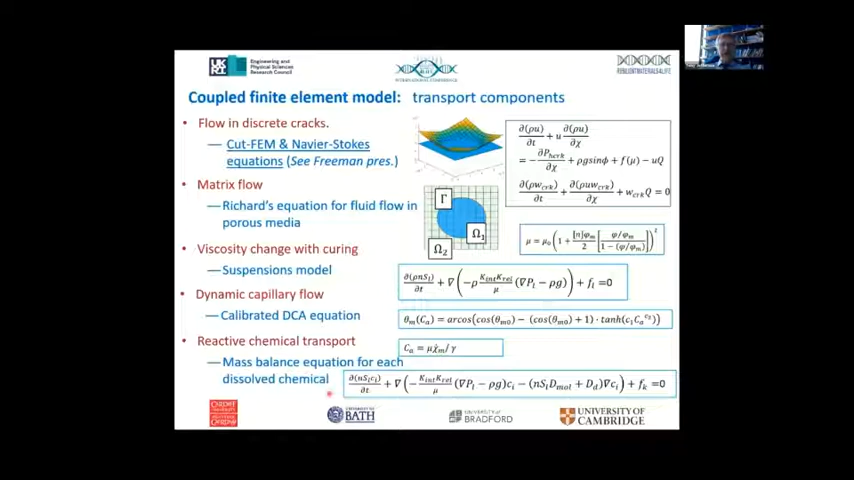 UKRI
Engineering and
Physical Sciences
Research Council
RESILIENTMATERIALS4LIFE
Coupled finite element model: transport components
• Flow in discrete cracks.
— Cut-FEM & Navier-Stokes
equations (See Freeman pres.)
• Matrix flow
—Richard's equation for fluid flow in
porous media
• Viscosity change with curing
—Suspensions model
• Dynamic capillary flow
— Calibrated DCA equation
• Reactive chemical transport
—Mass balance equation for each
dissolved chemical
∂(ρu)/∂t + u ∂(ρu)/∂χ
= −∂P_hcrk/∂χ + ρgsinϕ + f(μ) − uQ
∂(ρw_crk)/∂t + ∂(ρuw_crk)/∂χ + w_crk Q = 0
Γ
Ω₁
Ω₂
μ = μ₀ (1 + [n]φ_m/2 [φ/φ_m / 1−(φ/φ_m)])²
∂(ρnS_l)/∂t + ∇(−ρ K_int K_rel/μ (∇P_l − ρg)) + f_l = 0
θ_m(C_a) = arcos(cos(θ_m0) − (cos(θ_m0) + 1) · tanh(c₁C_a^c₂))
C_a = μẋ_m/γ
∂(nS_l c_i)/∂t + ∇(−K_int K_rel/μ (∇P_l − ρg)c_i − (nS_l D_mol + D_d)∇c_i) + f_k = 0
CARDIFF
UNIVERSITY
UNIVERSITY OF
BATH
UNIVERSITY of
BRADFORD
UNIVERSITY OF
CAMBRIDGE